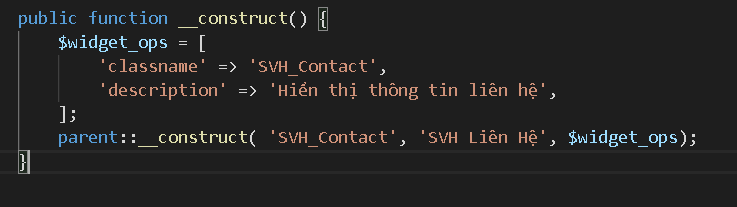 public function __construct() {
$widget_ops = [
'classname' => 'SVH_Contact',
'description' => 'Hiển thị thông tin liên hệ',
];
parent::__construct( 'SVH_Contact', 'SVH Liên Hệ', $widget_ops);
}